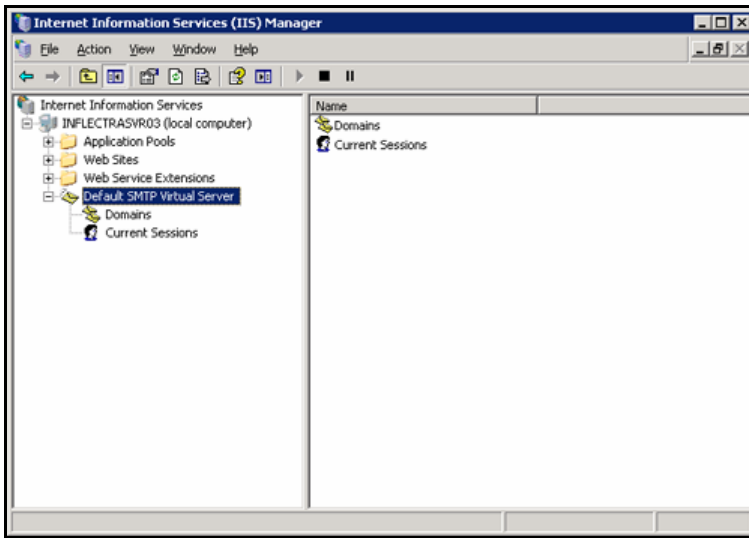 Internet Information Services (IIS) Manager
File Action View Window Help
Internet Information Services
INFLECTRASVR03 (local computer)
Application Pools
Web Sites
Web Service Extensions
Default SMTP Virtual Server
Domains
Current Sessions
Name
Domains
Current Sessions